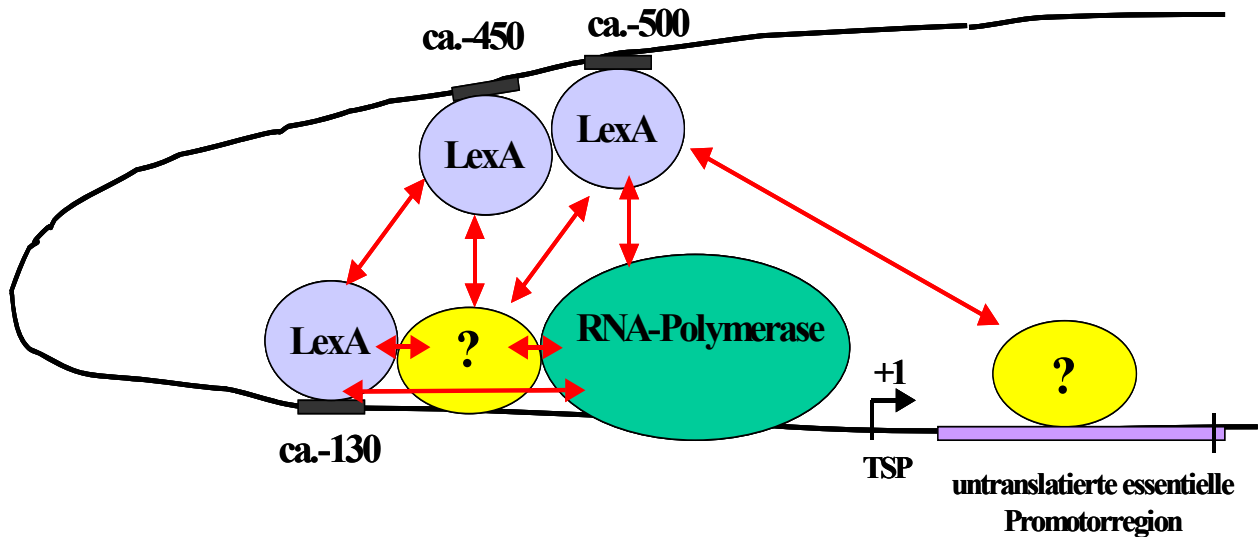 ca.-500
ca.-450
LexA
LexA
RNA-Polymerase
LexA
?
?
+1
ca.-130
TSP
untranslatierte essentielle
Promotorregion